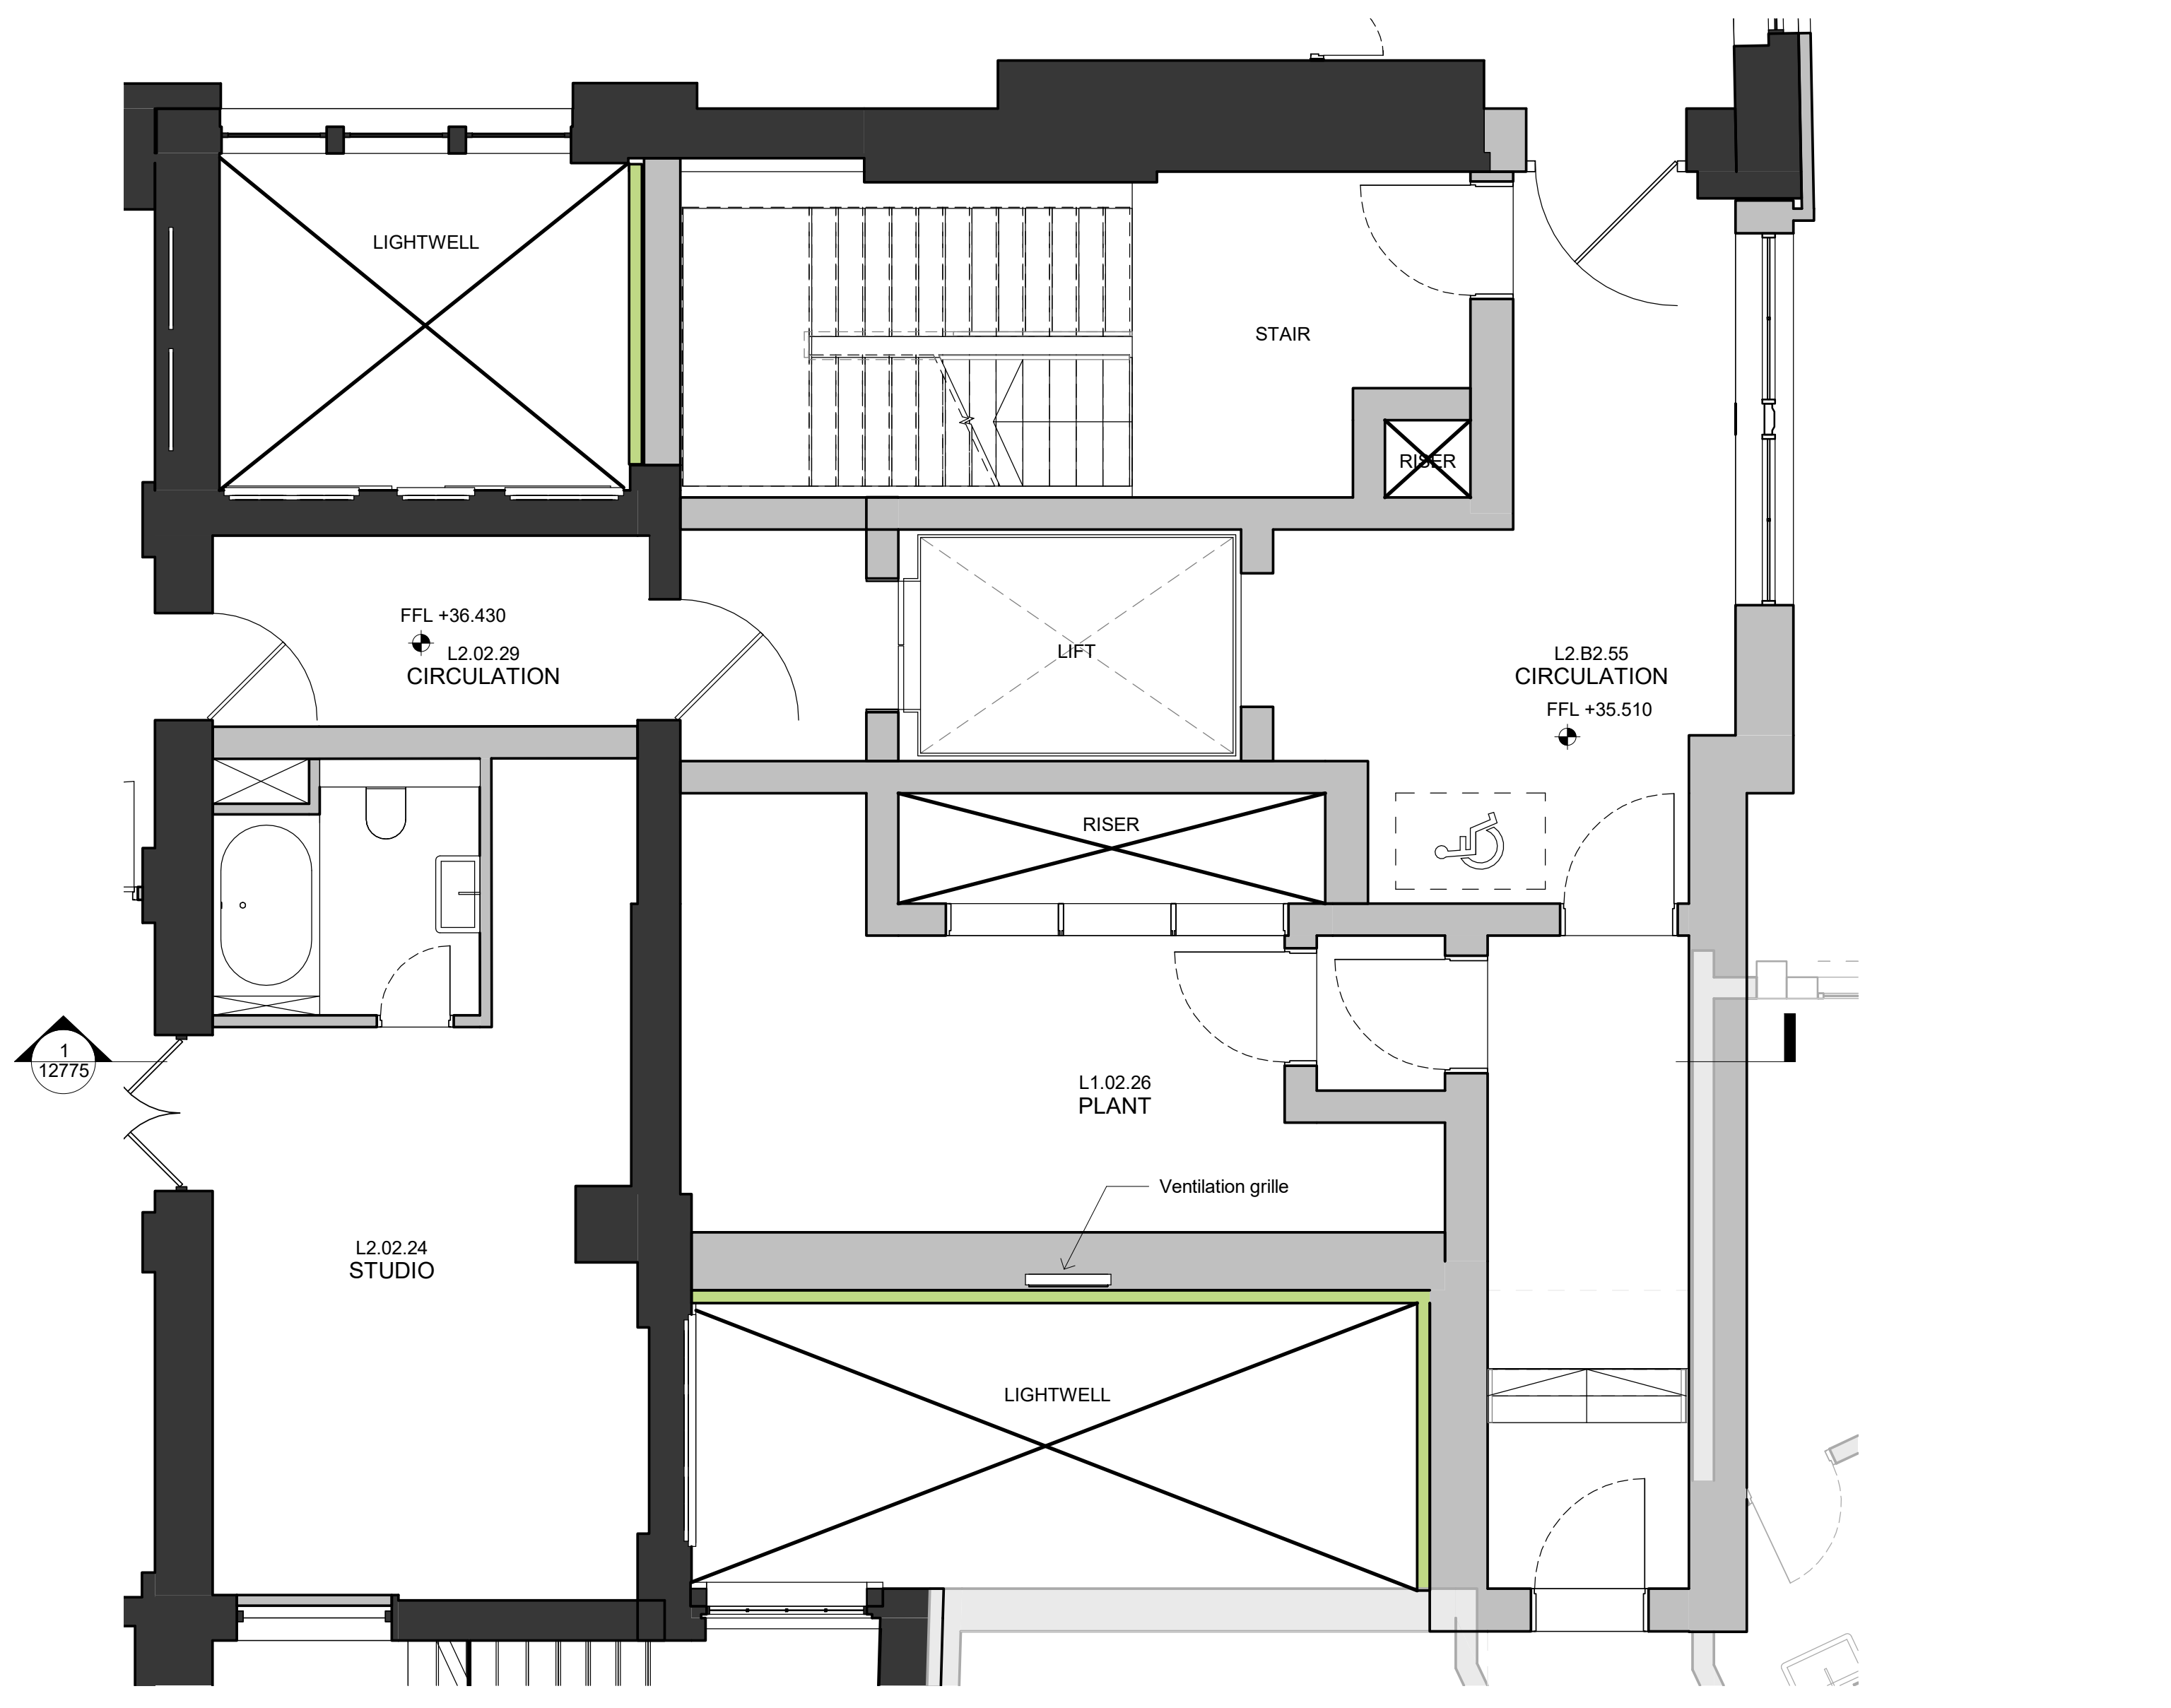 LIGHTWELL
STAIR
RISER
FFL +36.430
L2.02.29
CIRCULATION
LIFT
L2.B2.55
CIRCULATION
FFL +35.510
RISER
1
12775
L1.02.26
PLANT
Ventilation grille
L2.02.24
STUDIO
LIGHTWELL